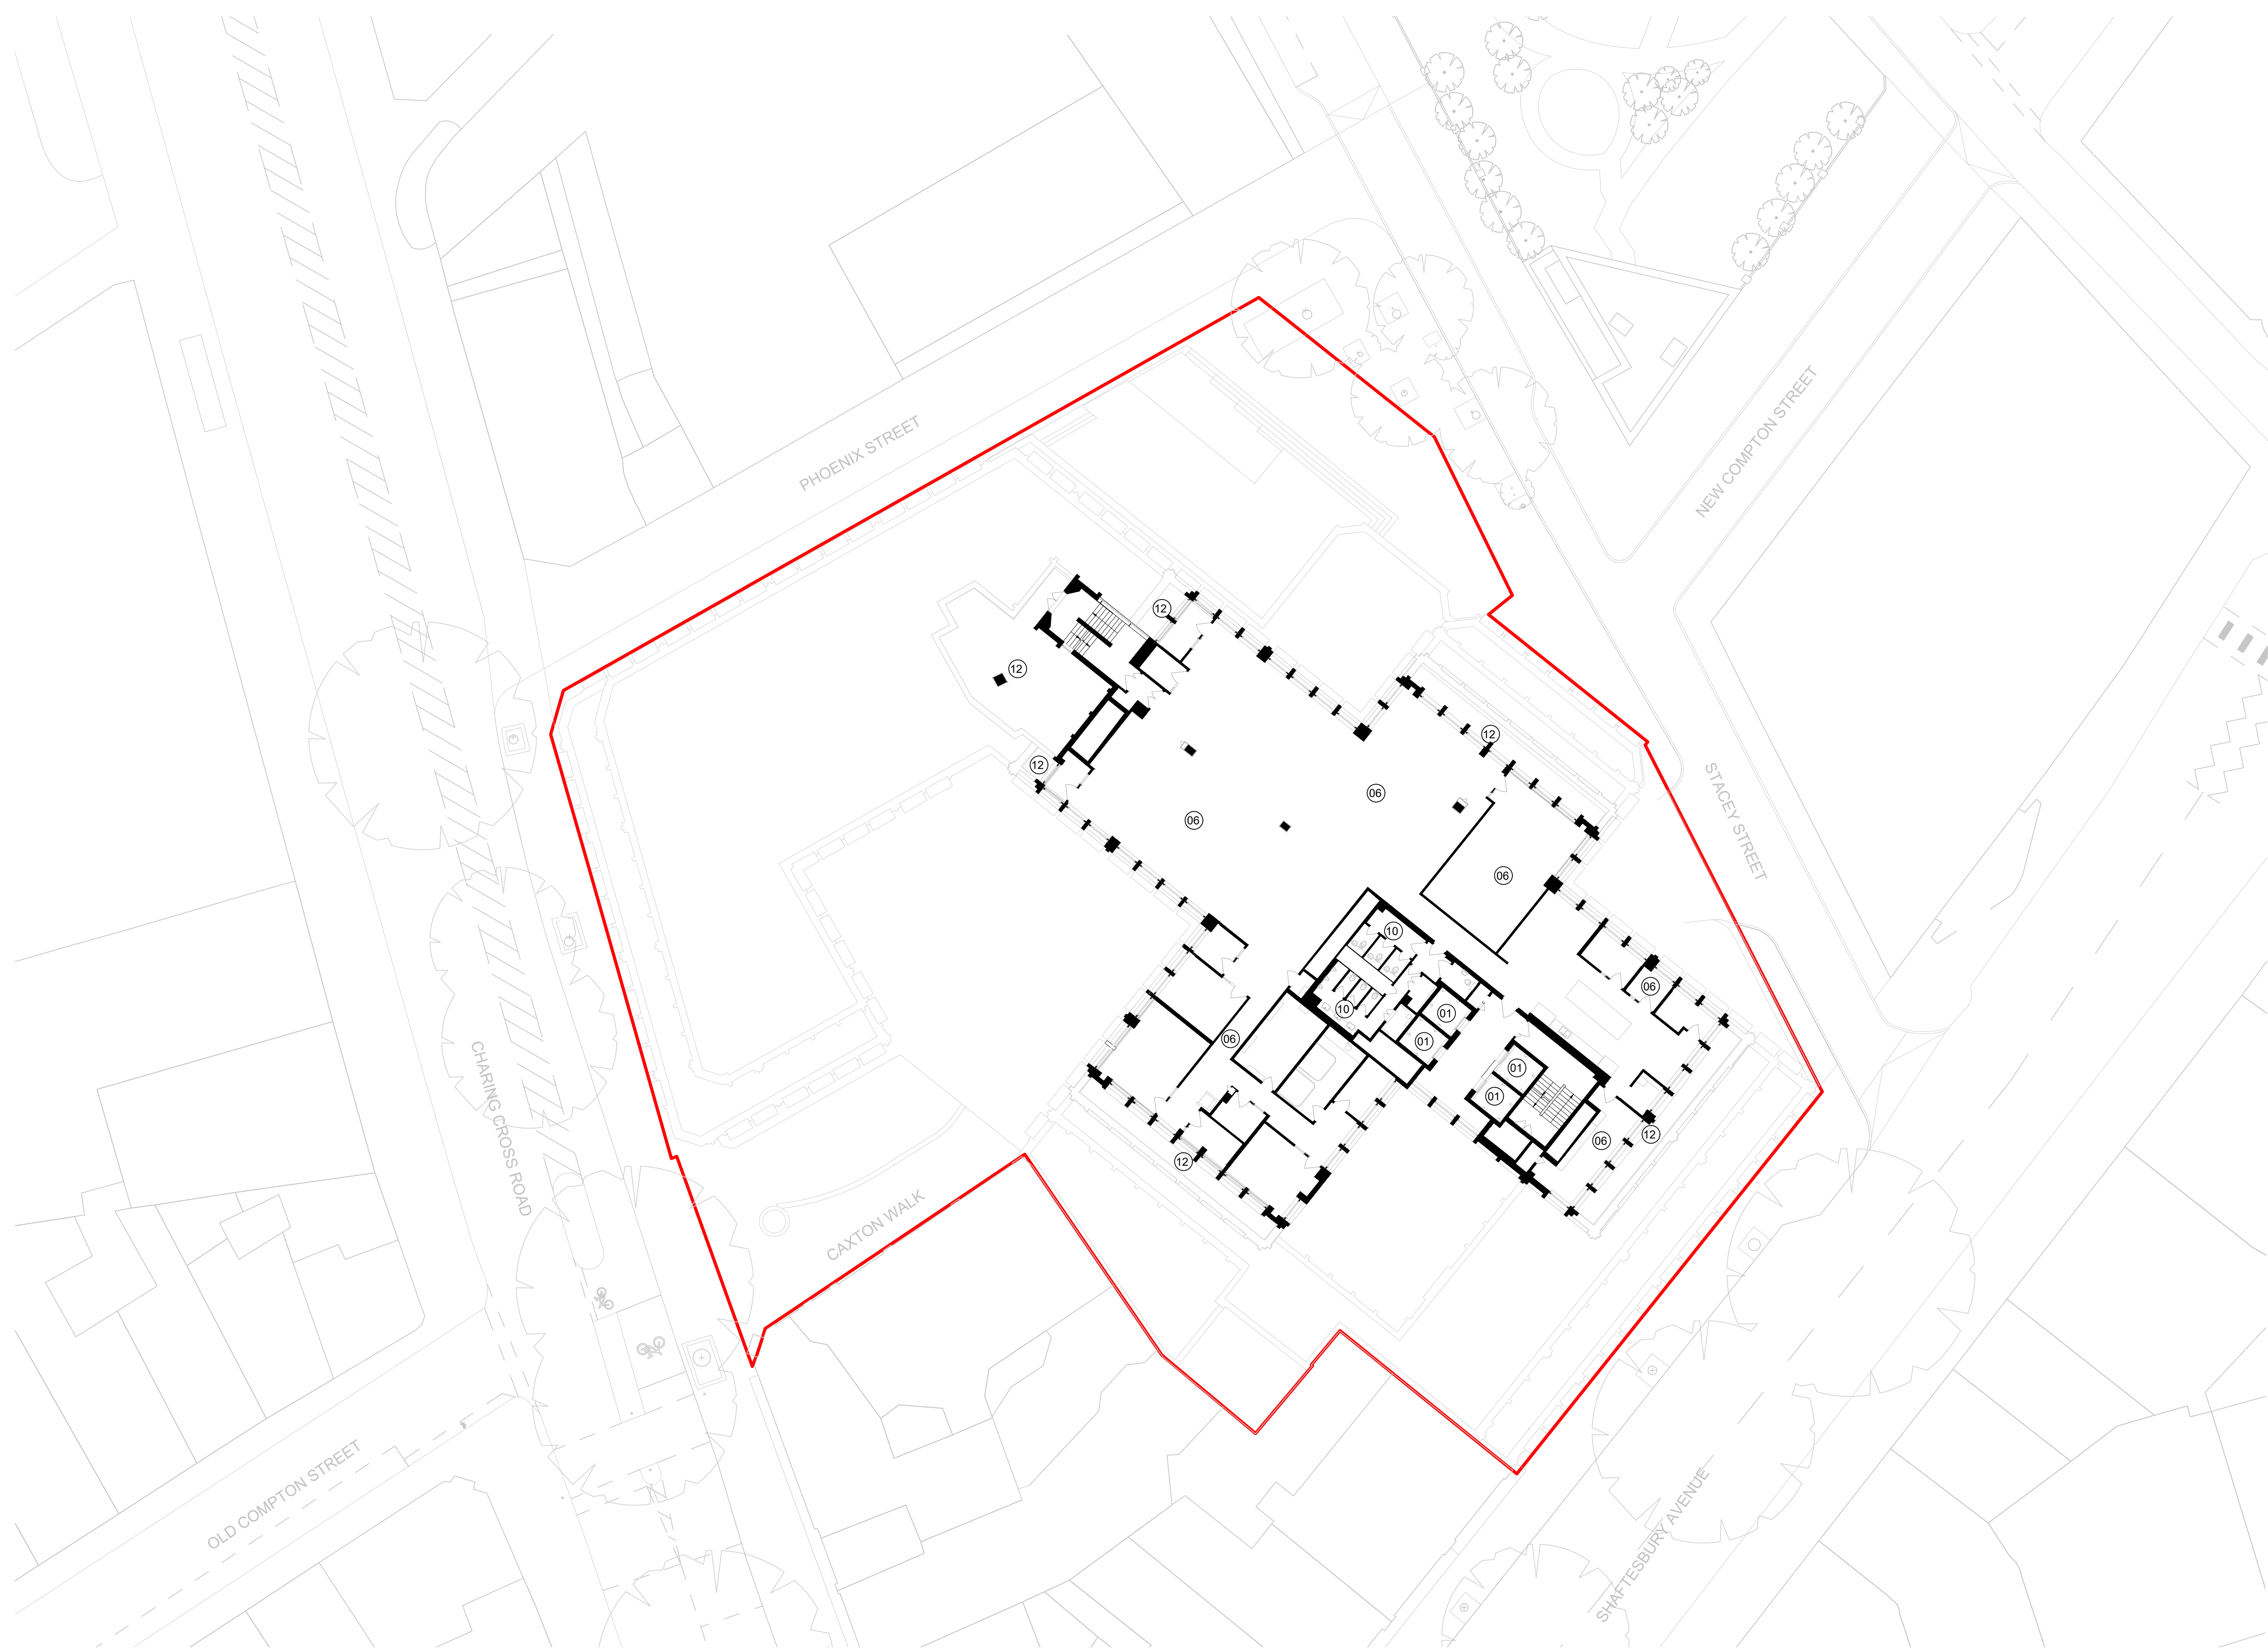 PHOENIX STREET
NEW COMPTON STREET
12
12
12
12
STACEY STREET
06
06
06
10
06
10
01
06
01
CHARING CROSS ROAD
01
01
12
06
12
CAXTON WALK
OLD COMPTON STREET
SHAFTESBURY AVENUE